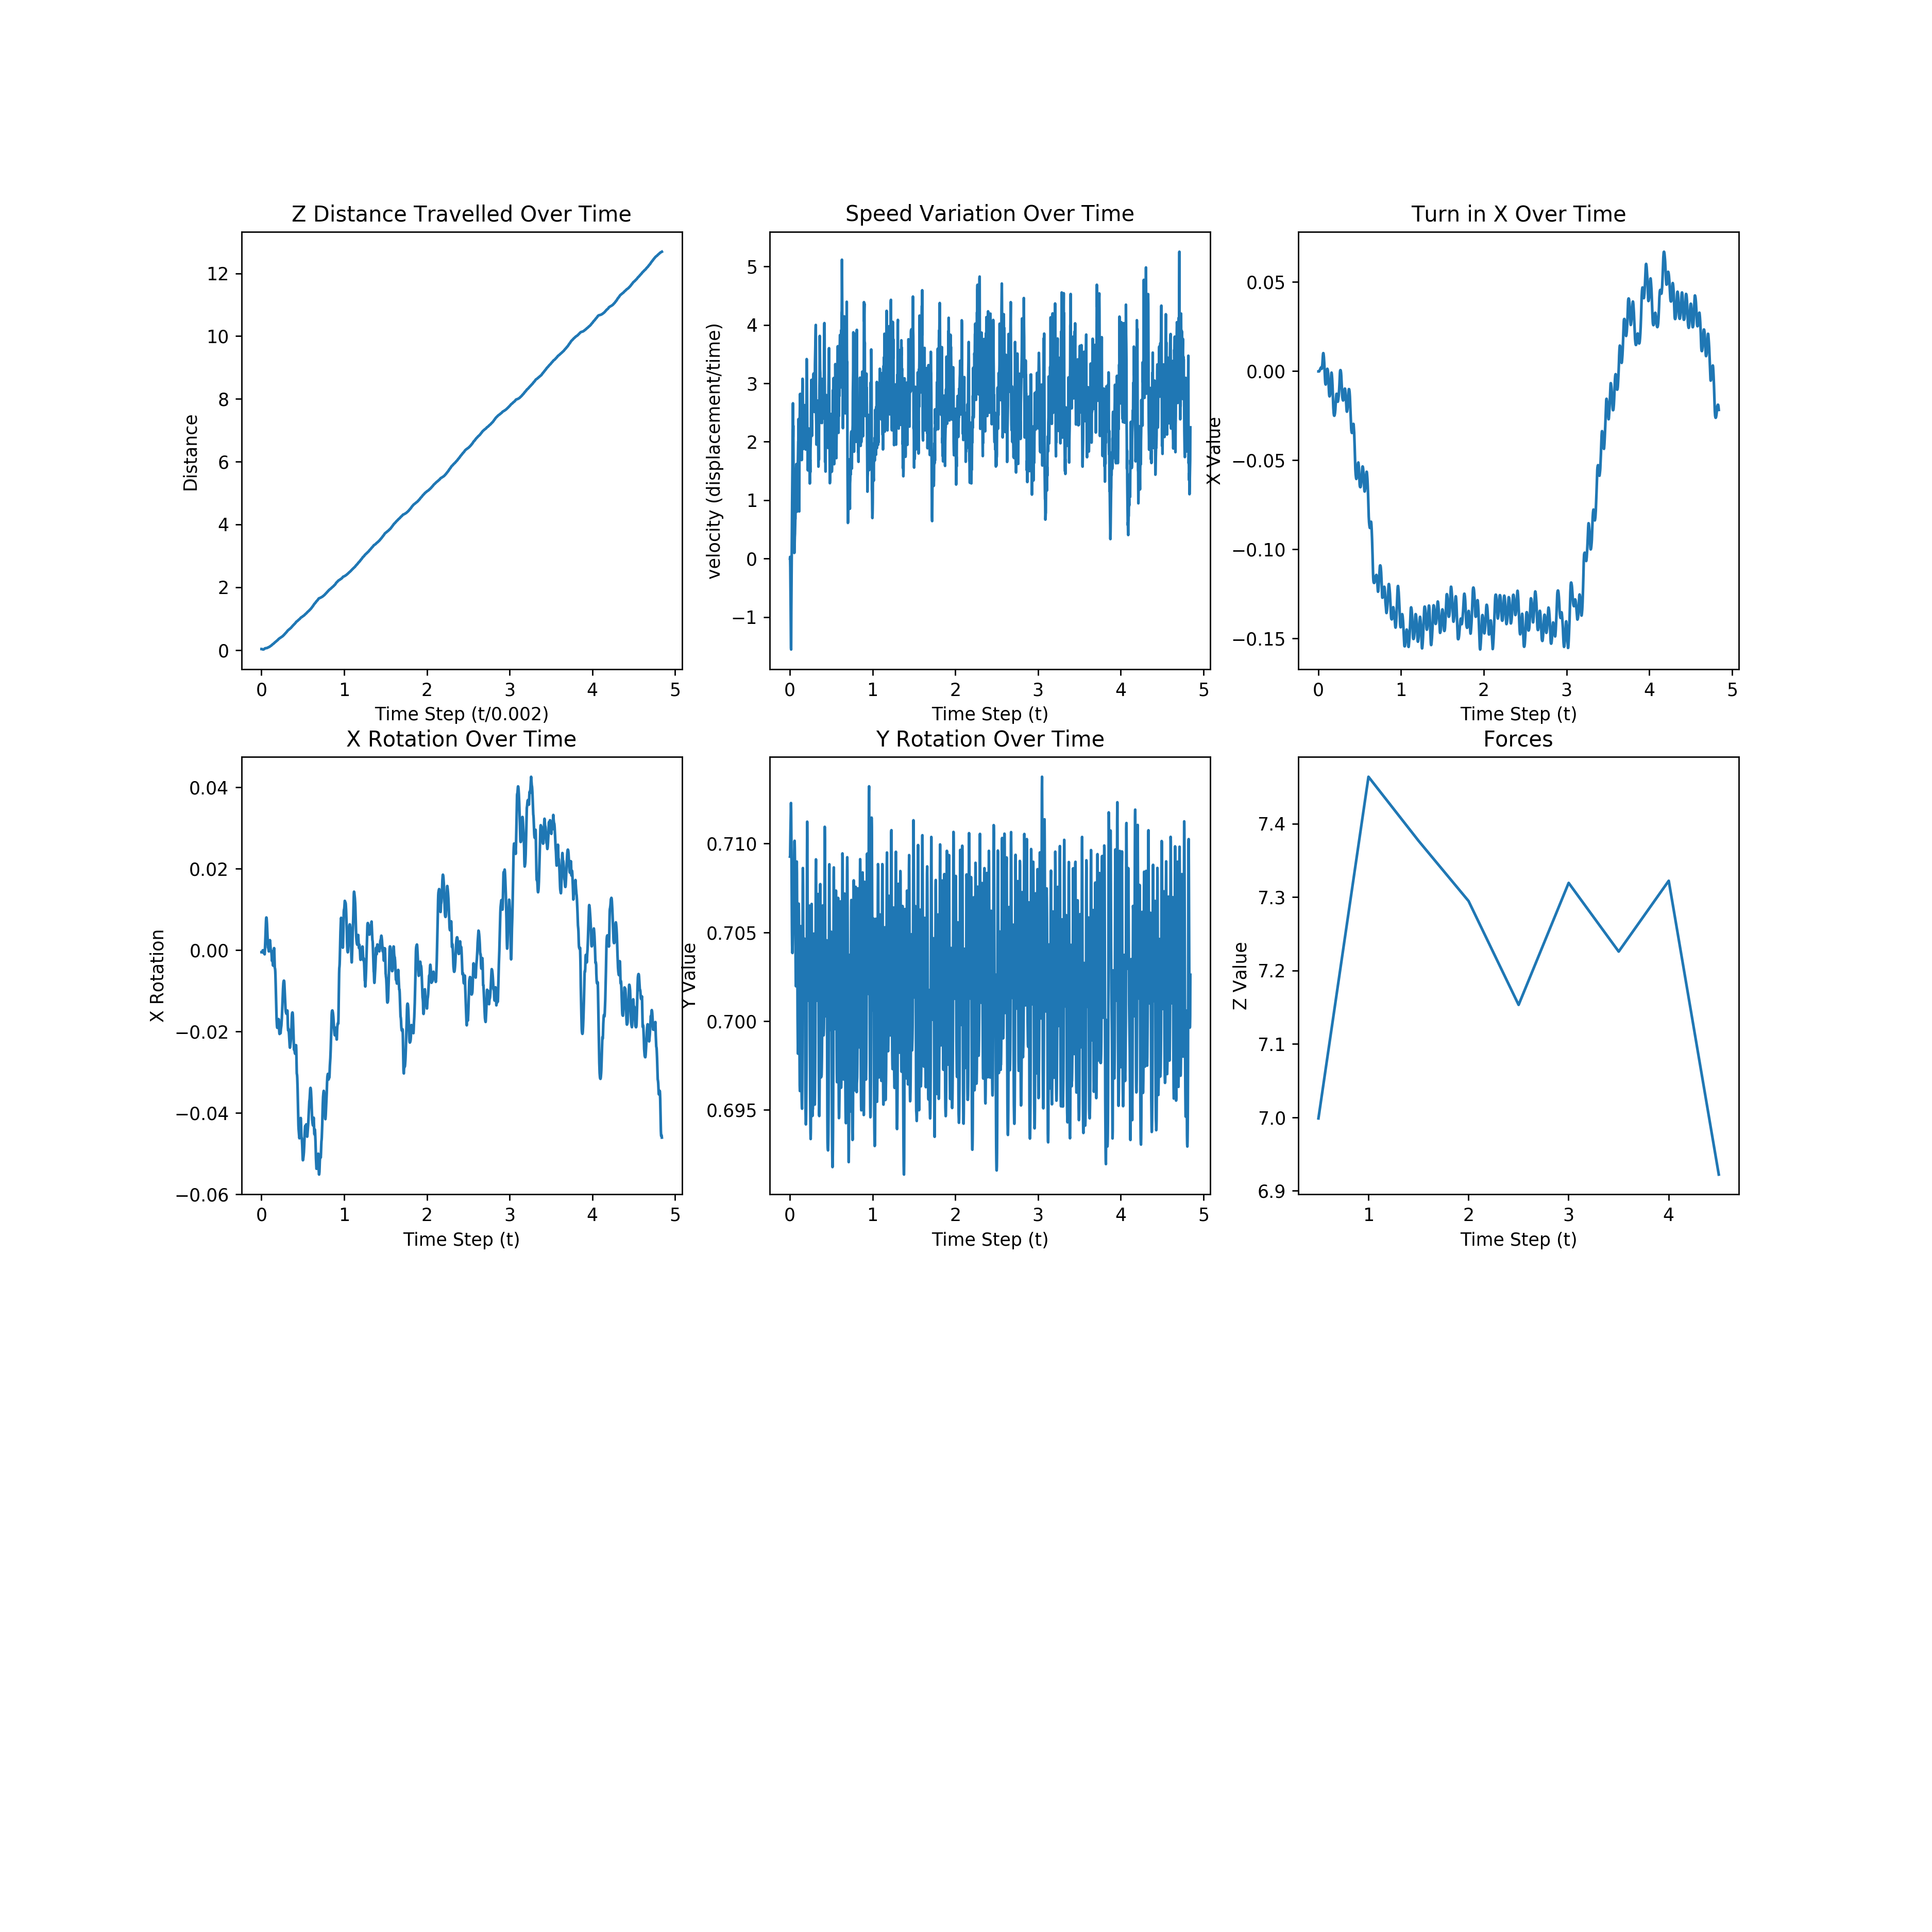 Z Distance Travelled Over Time
Distance
12
10
8
6
4
2
0
0 1 2 3 4 5
Time Step (t/0.002)
Speed Variation Over Time
velocity (displacement/time)
5
4
3
2
1
0
−1
0 1 2 3 4 5
Time Step (t)
Turn in X Over Time
X Value
0.05
0.00
−0.05
−0.10
−0.15
0 1 2 3 4 5
Time Step (t)
X Rotation Over Time
X Rotation
0.04
0.02
0.00
−0.02
−0.04
−0.06
0 1 2 3 4 5
Time Step (t)
Y Rotation Over Time
Y Value
0.710
0.705
0.700
0.695
0 1 2 3 4 5
Time Step (t)
Forces
Z Value
7.4
7.3
7.2
7.1
7.0
6.9
1 2 3 4
Time Step (t)